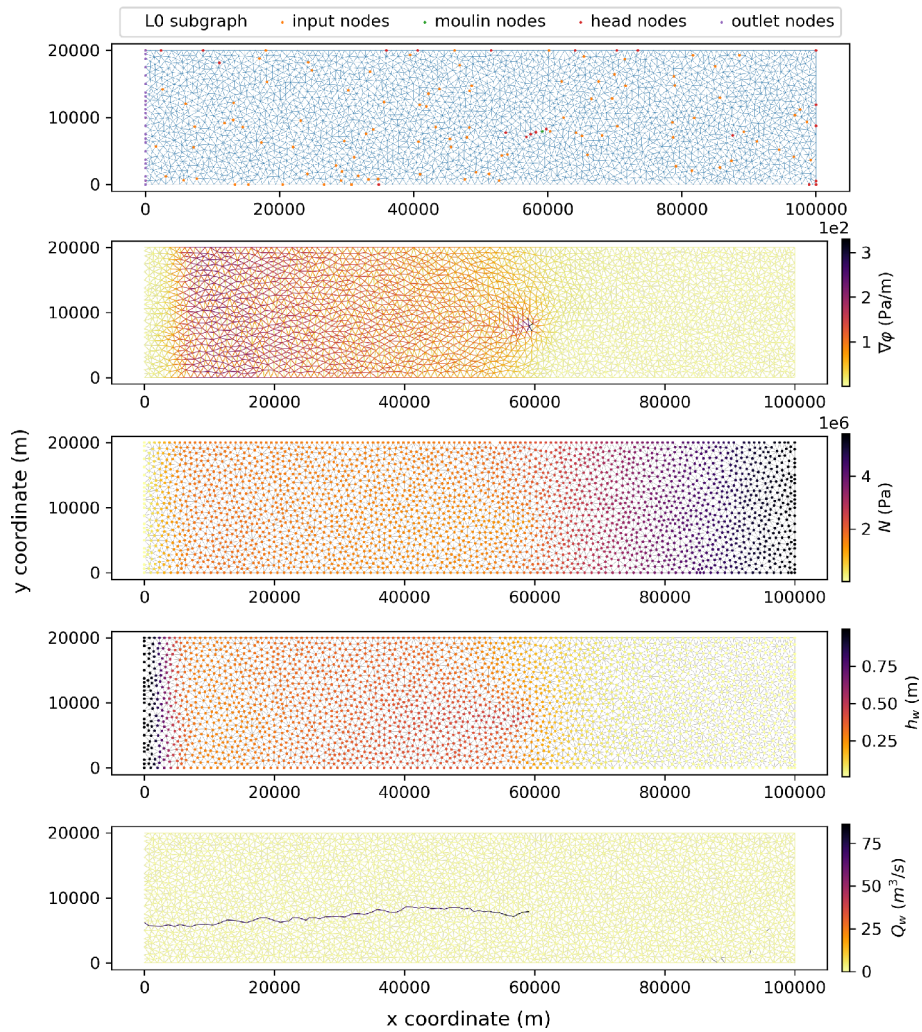 L0 subgraph input nodes moulin nodes head nodes outlet nodes
20000
10000
0
0 20000 40000 60000 80000 100000
1e2
20000
10000
0
3
2
1
∇φ (Pa/m)
0 20000 40000 60000 80000 100000
1e6
20000
10000
0
4
2
N (Pa)
0 20000 40000 60000 80000 100000
y coordinate (m)
20000
10000
0
0.75
0.25
h_w (m)
0 20000 40000 60000 80000 100000
20000
10000
0
75
50
25
0
Q_w (m³/s)
0 20000 40000 60000 80000 100000
x coordinate (m)